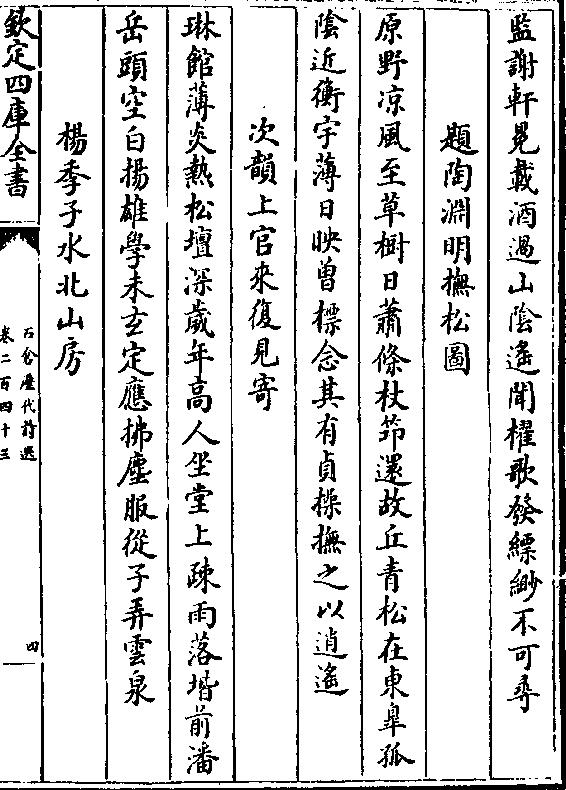 監謝軒冕載酒過山陰遙聞櫂歌發縹緲不可尋
題陶淵明撫松圖
原野凉風至草樹日蕭條杖笻還故丘青松在東臯孤
陰近衡宇薄日映曽標念其有貞操撫之以逍遙
次韻上官來復見寄
琳館薄炎熱松壇深歳年高人坐堂上疎雨落堦前潘
岳頭空白揚雄學未玄定應拂塵服從子弄雲泉
楊季子水北山房
欽定四庫全書
石倉歷代詩選
卷二百四十三
四